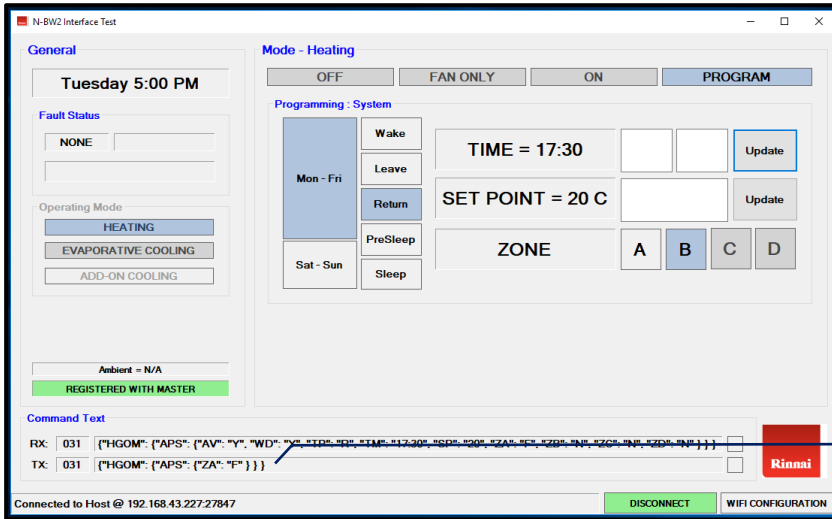 N-BW2 Interface Test
General
Tuesday 5:00 PM
Fault Status
NONE
Operating Mode
HEATING
EVAPORATIVE COOLING
ADD-ON COOLING
Ambient = N/A
REGISTERED WITH MASTER
Mode - Heating
OFF FAN ONLY ON PROGRAM
Programming : System
Mon - Fri
Sat - Sun
Wake
Leave
Return
PreSleep
Sleep
TIME = 17:30 Update
SET POINT = 20 C Update
ZONE A B C D
Command Text
RX: 031 {"HGOM": {"APS": {"AV": "Y", "WD": "Y", "TP": "R", "TM": "17:30", "SP": "20", "ZA": "F", "ZB": "N", "ZC": "N", "ZD": "N" } } }
TX: 031 {"HGOM": {"APS": {"ZA": "F" } } }
Rinnai
Connected to Host @ 192.168.43.227:27847 DISCONNECT WIFI CONFIGURATION